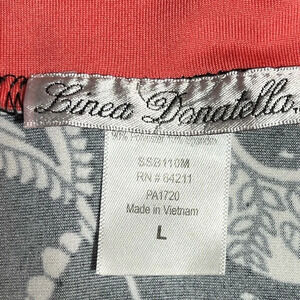 Linea Donatella.
SSB110M
RN # 64211
PA1720
Made in Vietnam
L